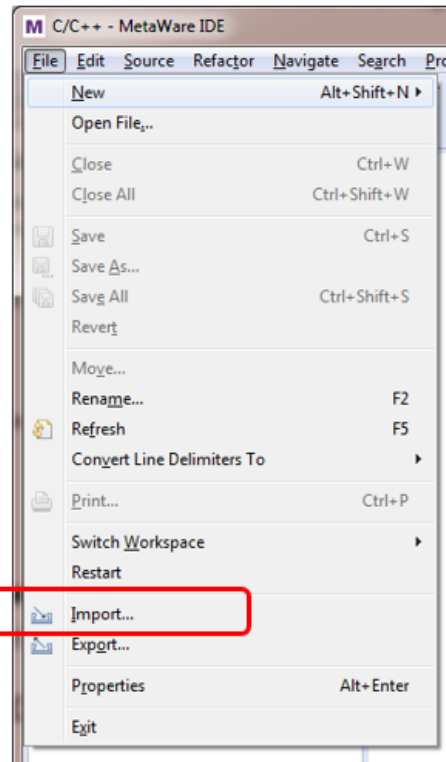 M C/C++ - MetaWare IDE
File Edit Source Refactor Navigate Search Pro
New Alt+Shift+N
Open File...
Close Ctrl+W
Close All Ctrl+Shift+W
Save Ctrl+S
Save As...
Save All Ctrl+Shift+S
Revert
Move...
Rename... F2
Refresh F5
Convert Line Delimiters To
Print... Ctrl+P
Switch Workspace
Restart
Import...
Export...
Properties Alt+Enter
Exit